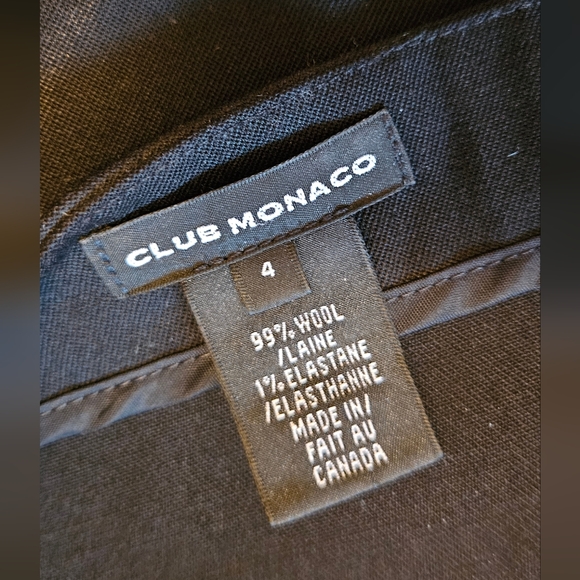 CLUB MONACO
4
99% WOOL
/LAINE
1% ELASTANE
/ELASTHANNE
MADE IN/
FAIT AU
CANADA